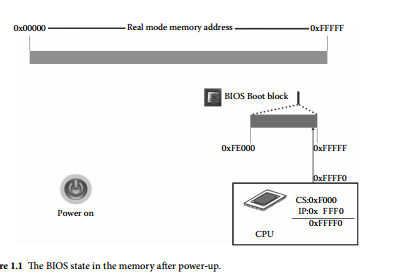 0x00000 Real mode memory address 0xFFFFF
BIOS Boot block
0xFE000 0xFFFFF
0xFFFF0
CS:0xF000
IP:0x FFF0
0xFFFF0
CPU
Power on
re 1.1 The BIOS state in the memory after power-up.